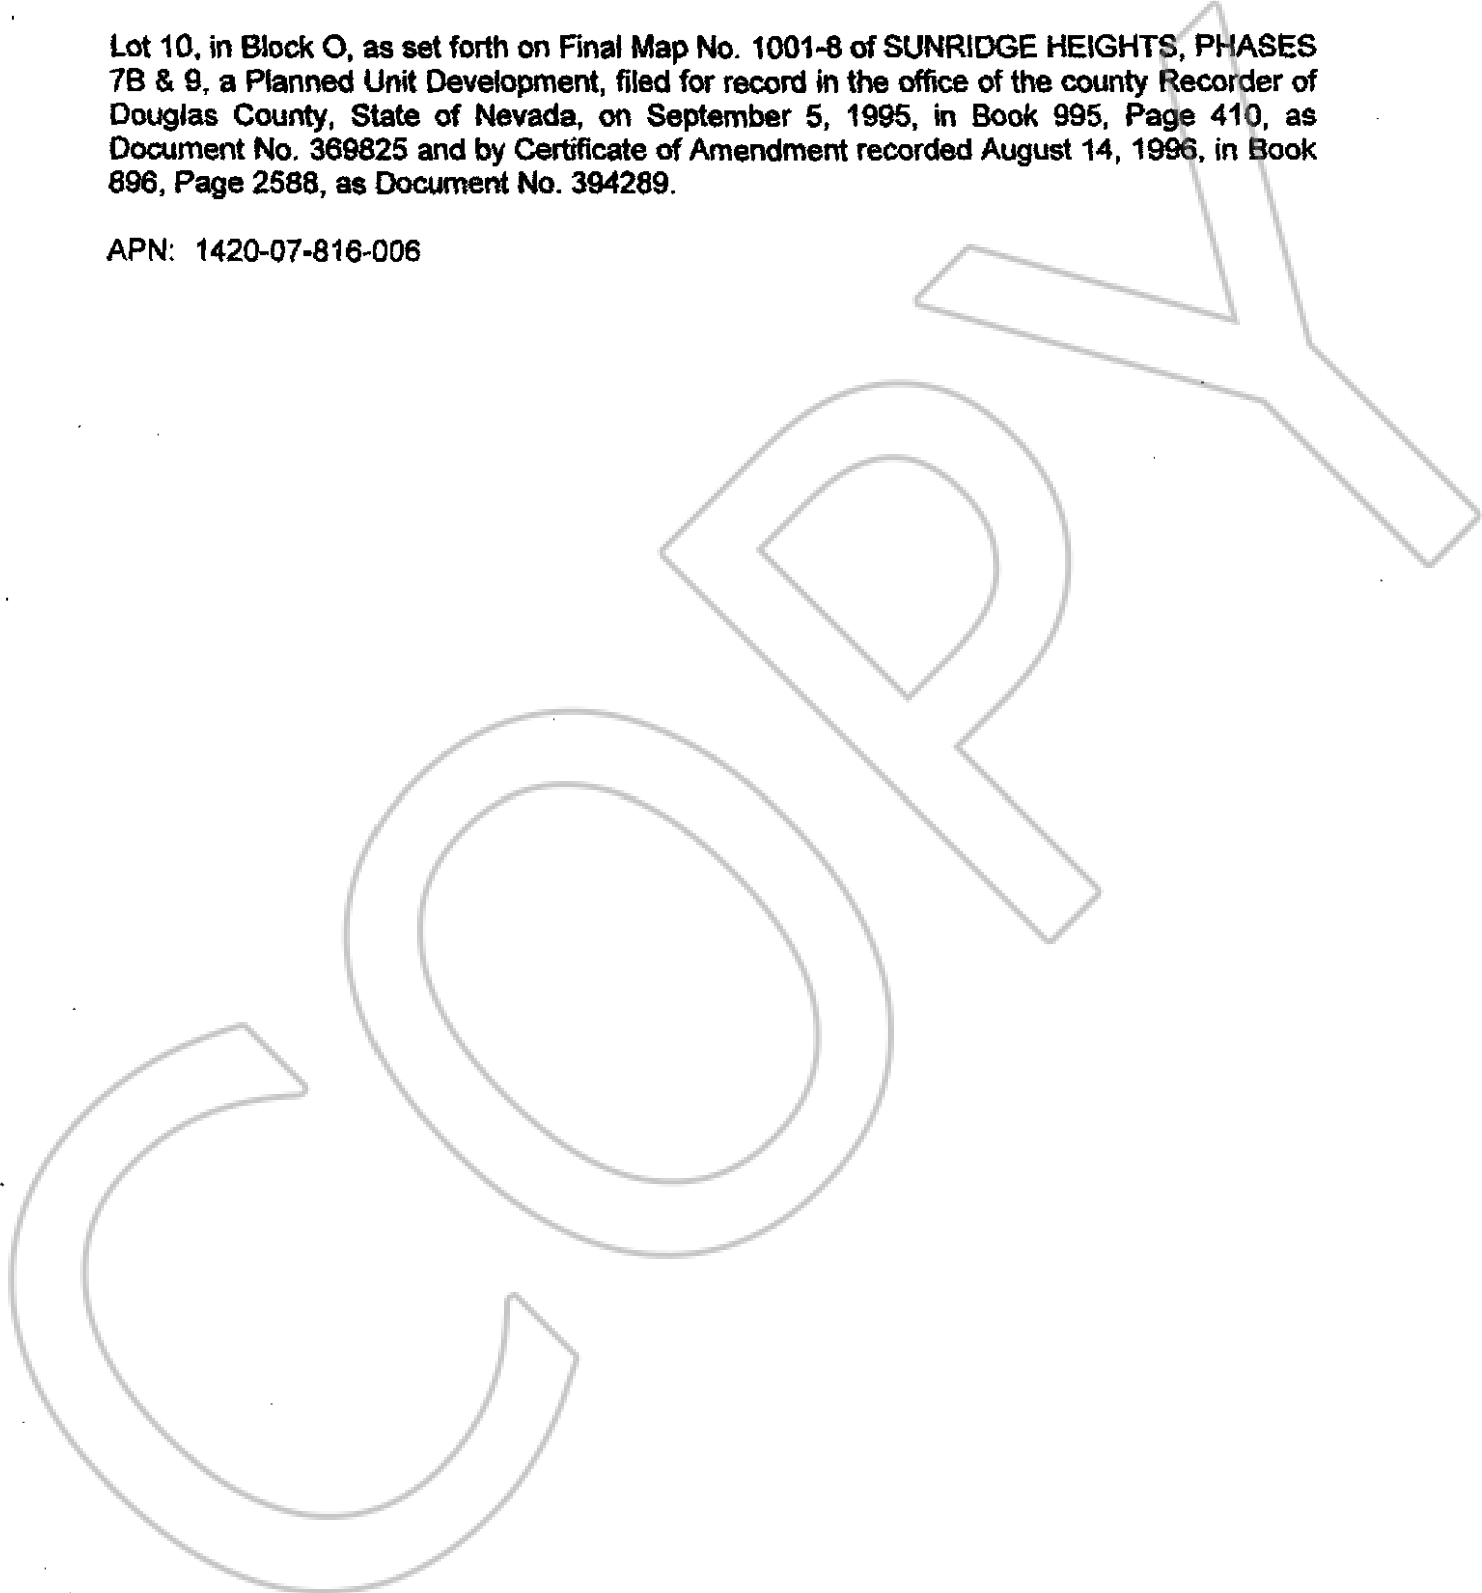 Lot 10, in Block O, as set forth on Final Map No. 1001-8 of SUNRIDGE HEIGHTS, PHASES
7B & 9, a Planned Unit Development, filed for record in the office of the county Recorder of
Douglas County, State of Nevada, on September 5, 1995, in Book 995, Page 410, as
Document No. 369825 and by Certificate of Amendment recorded August 14, 1996, in Book
896, Page 2588, as Document No. 394289.
APN: 1420-07-816-006
COPY